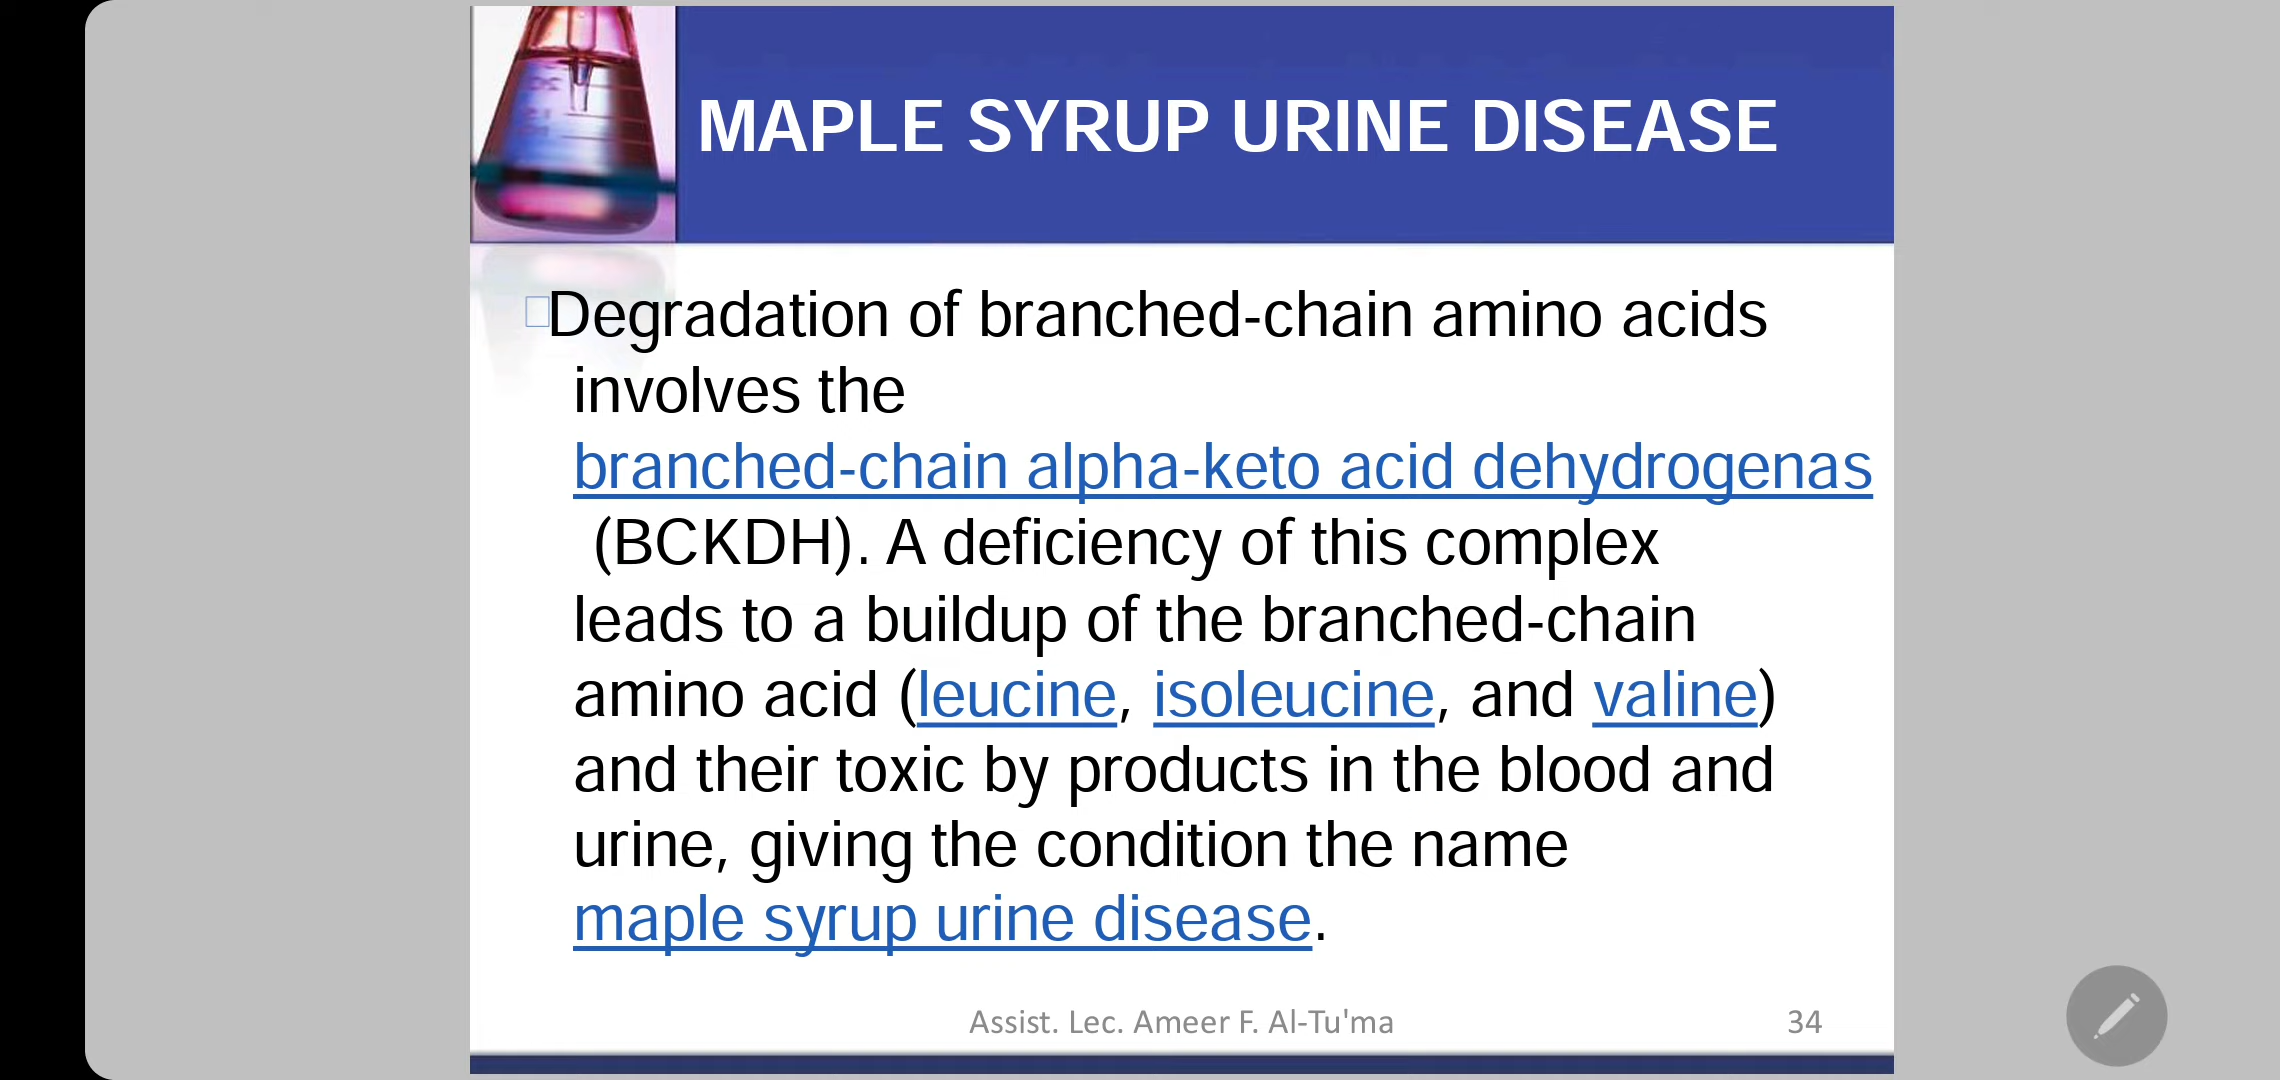 MAPLE SYRUP URINE DISEASE
Degradation of branched-chain amino acids
involves the
branched-chain alpha-keto acid dehydrogenas
(BCKDH). A deficiency of this complex
leads to a buildup of the branched-chain
amino acid (leucine, isoleucine, and valine)
and their toxic by products in the blood and
urine, giving the condition the name
maple syrup urine disease.
Assist. Lec. Ameer F. Al-Tu'ma
34